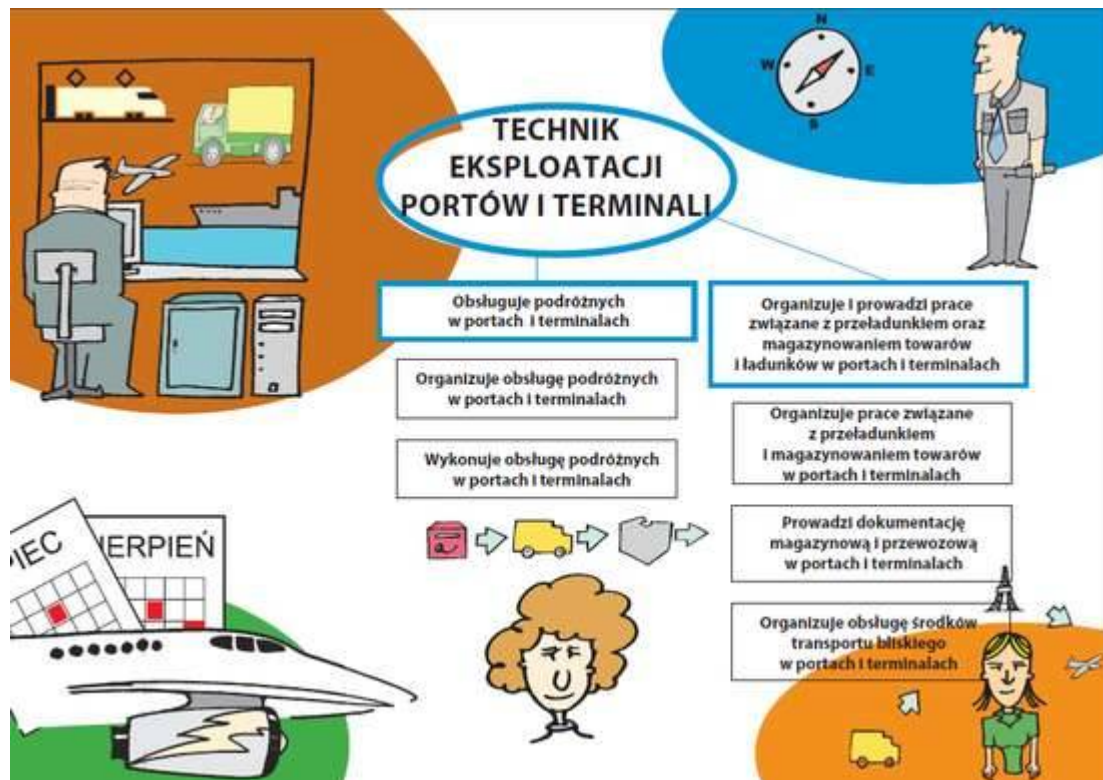 N
W
E
S
TECHNIK
EKSPLOATACJI
PORTÓW I TERMINALI
Obsługuje podróżnych
w portach i terminalach
Organizuje obsługę podróżnych
w portach i terminalach
Wykonuje obsługę podróżnych
w portach i terminalach
Organizuje i prowadzi prace
związane z przeładunkiem oraz
magazynowaniem towarów
i ładunków w portach i terminalach
Organizuje prace związane
z przeładunkiem
i magazynowaniem towarów
w portach i terminalach
Prowadzi dokumentację
magazynową i przewozową
w portach i terminalach
Organizuje obsługę środków
transportu bliskiego
w portach i terminalach
PIEC
IERPIEŃ